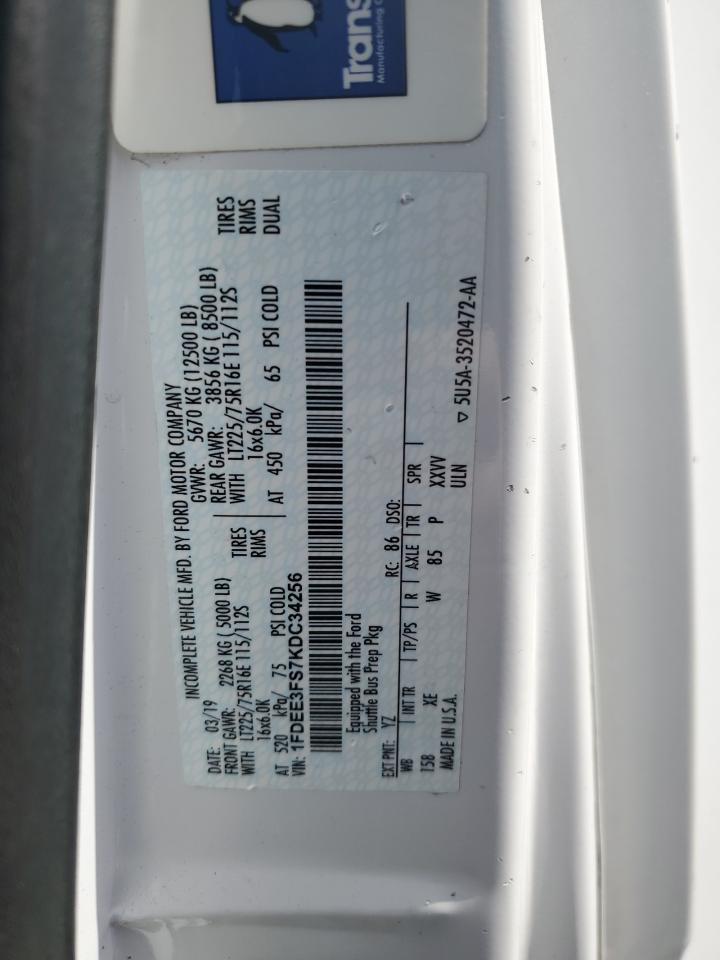 Trans
Manufacturing
INCOMPLETE VEHICLE MFD. BY FORD MOTOR COMPANY
DATE: 03/19 GVWR: 5670 KG (12500 LB)
FRONT GAWR: 2268 KG ( 5000 LB) REAR GAWR: 3856 KG ( 8500 LB)
WITH LT225/75R16E 115/112S TIRES WITH LT225/75R16E 115/112S TIRES
16x6.0K RIMS 16x6.0K RIMS
AT 520 kPa/ 75 PSI COLD AT 450 kPa/ 65 PSI COLD DUAL
VIN: 1FDEE3FS7KDC34256
Equipped with the Ford
Shuttle Bus Prep Pkg
EXT PNT: YZ RC: 86 DSO:
WB INT TR TP/PS R AXLE TR SPR
158 XE W 85 P XXVV
MADE IN U.S.A. ULN
▽ 5U5A-3520472-AA